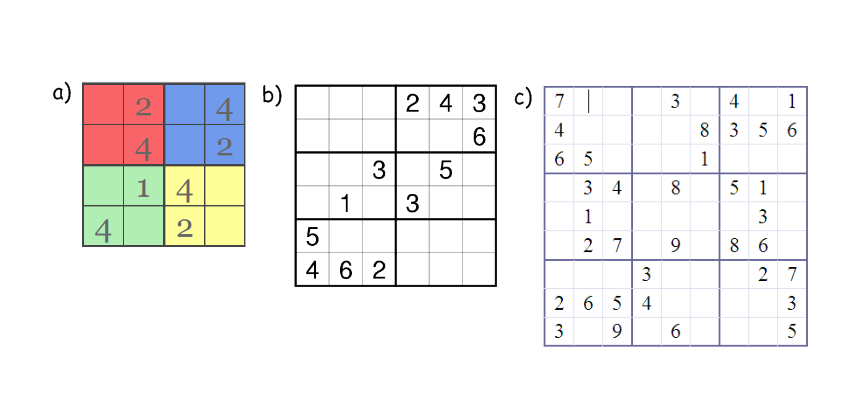 a) b) c)
2 4
4 2
1 4
4 2
2 4 3
6
3 5
1 3
5
4 6 2
7 3 4 1
4 8 3 5 6
6 5 1
3 4 8 5 1
1 3
2 7 9 8 6
3 2 7
2 6 5 4 3
3 9 6 5